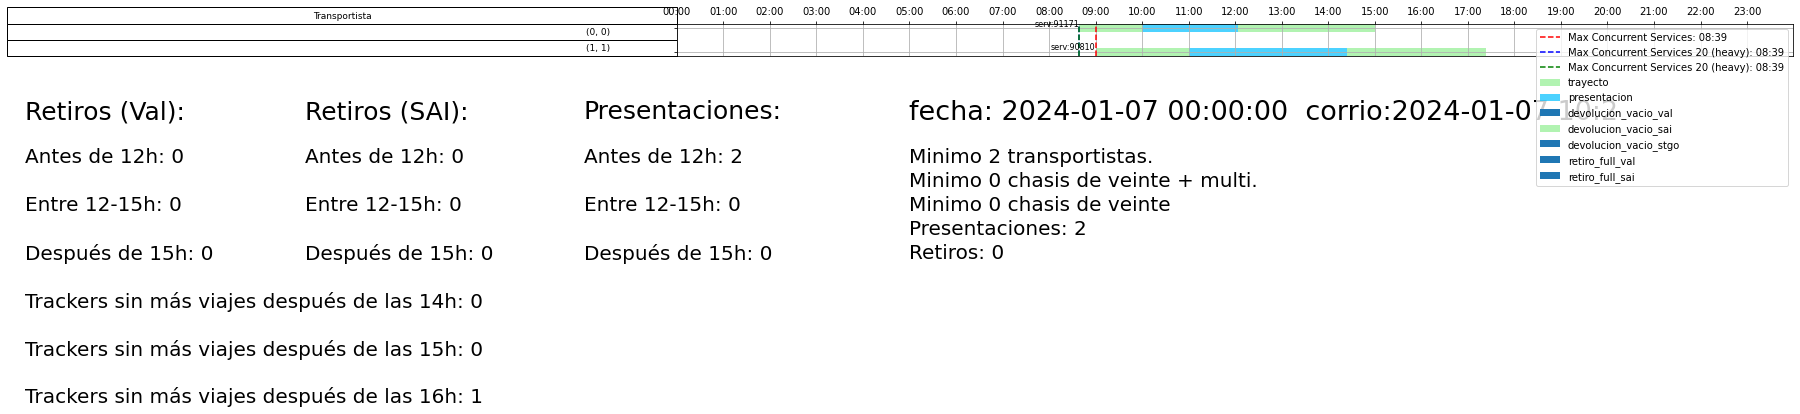 Transportista
00:00 01:00 02:00 03:00 04:00 05:00 06:00 07:00 08:00 09:00 10:00 11:00 12:00 13:00 14:00 15:00 16:00 17:00 18:00 19:00 20:00 21:00 22:00 23:00
(0, 0)
serv:91171
(1, 1)
serv:90810
Max Concurrent Services: 08:39
Max Concurrent Services 20 (heavy): 08:39
Max Concurrent Services 20 (heavy): 08:39
trayecto
presentacion
devolucion_vacio_val
devolucion_vacio_sai
devolucion_vacio_stgo
retiro_full_val
retiro_full_sai
Retiros (Val):
Antes de 12h: 0
Entre 12-15h: 0
Después de 15h: 0
Trackers sin más viajes después de las 14h: 0
Trackers sin más viajes después de las 15h: 0
Trackers sin más viajes después de las 16h: 1
Retiros (SAI):
Antes de 12h: 0
Entre 12-15h: 0
Después de 15h: 0
Presentaciones:
Antes de 12h: 2
Entre 12-15h: 0
Después de 15h: 0
fecha: 2024-01-07 00:00:00  corrio:2024-01-07 10:2
Minimo 2 transportistas.
Minimo 0 chasis de veinte + multi.
Minimo 0 chasis de veinte
Presentaciones: 2
Retiros: 0